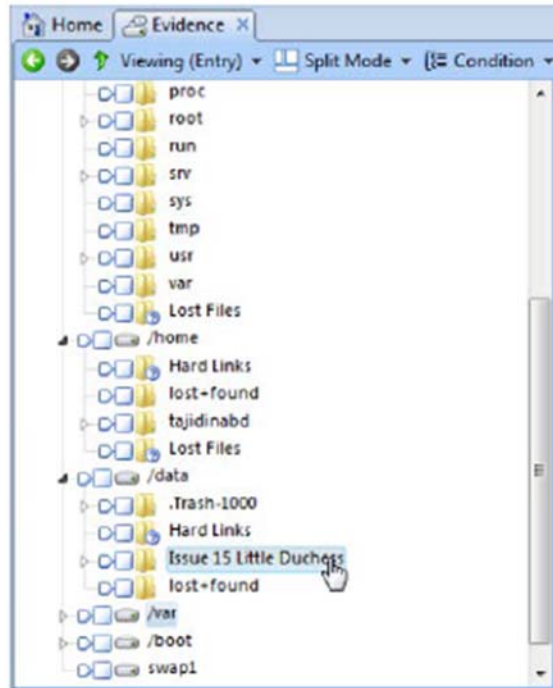 Home Evidence
Viewing (Entry) Split Mode Condition
proc
root
run
srv
sys
tmp
usr
var
Lost Files
/home
Hard Links
lost+found
tajidinabd
Lost Files
/data
.Trash-1000
Hard Links
Issue 15 Little Duchess
lost+found
/var
/boot
swap1